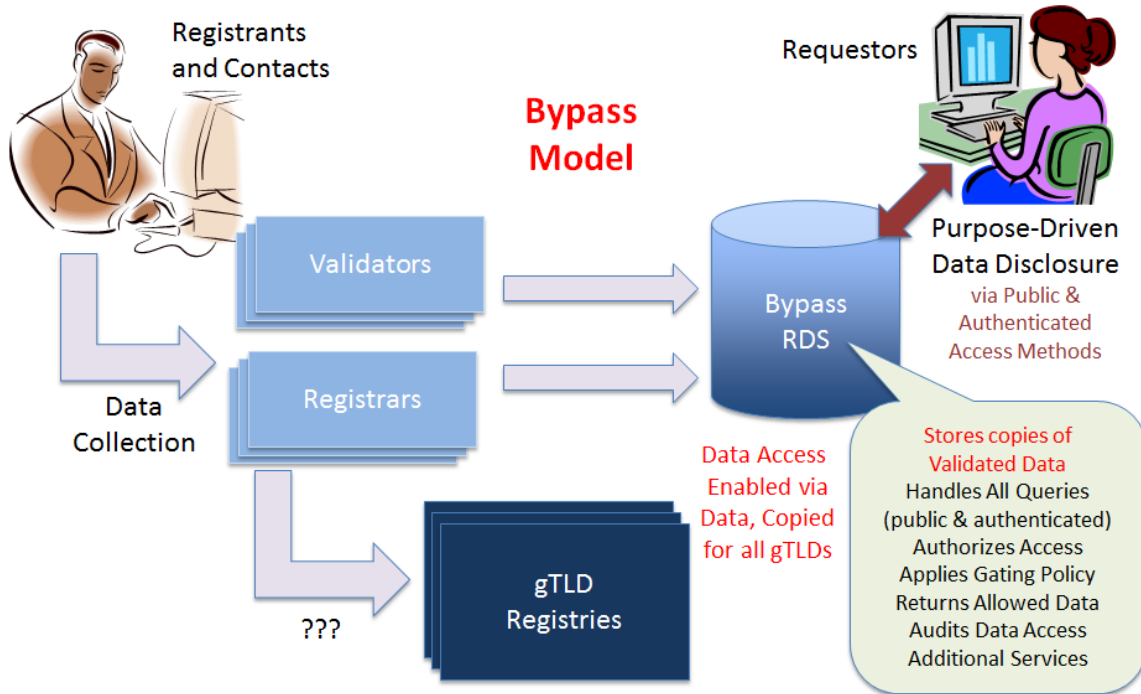 Registrants
and Contacts
Bypass
Model
Requestors
Validators
Purpose-Driven
Data Disclosure
via Public &
Authenticated
Access Methods
Bypass
RDS
Registrars
Data
Collection
Data Access
Enabled via
Data, Copied
for all gTLDs
Stores copies of
Validated Data
Handles All Queries
(public & authenticated)
Authorizes Access
Applies Gating Policy
Returns Allowed Data
Audits Data Access
Additional Services
gTLD
Registries
???